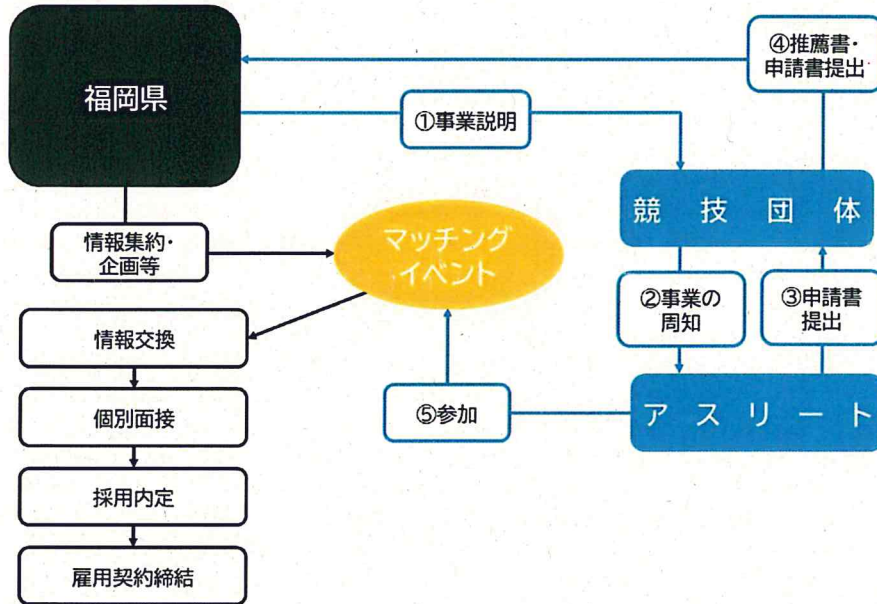 福岡県
④推薦書・
申請書提出
①事業説明
競技団体
情報集約・
企画等
マッチング
イベント
②事業の
周知
③申請書
提出
情報交換
個別面接
⑤参加
アスリート
採用内定
雇用契約締結